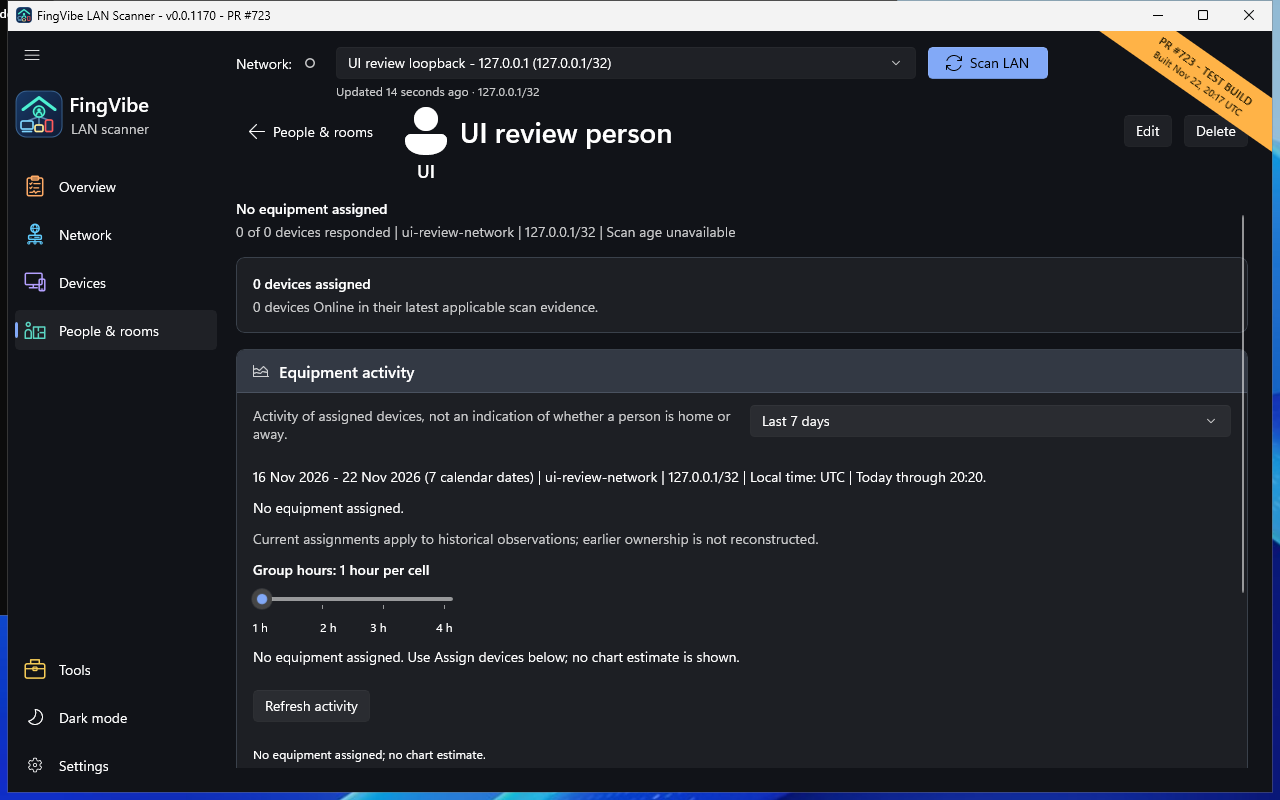 FingVibe LAN Scanner - v0.0.1170 - PR #723
PR #723 - TEST BUILD
Built Nov 22, 20:17 UTC
Network:
UI review loopback - 127.0.0.1 (127.0.0.1/32)
Scan LAN
Updated 14 seconds ago · 127.0.0.1/32
FingVibe
LAN scanner
People & rooms
UI
UI review person
Edit
Delete
Overview
Network
Devices
People & rooms
Tools
Dark mode
Settings
No equipment assigned
0 of 0 devices responded | ui-review-network | 127.0.0.1/32 | Scan age unavailable
0 devices assigned
0 devices Online in their latest applicable scan evidence.
Equipment activity
Activity of assigned devices, not an indication of whether a person is home or
away.
Last 7 days
16 Nov 2026 - 22 Nov 2026 (7 calendar dates) | ui-review-network | 127.0.0.1/32 | Local time: UTC | Today through 20:20.
No equipment assigned.
Current assignments apply to historical observations; earlier ownership is not reconstructed.
Group hours: 1 hour per cell
1 h 2 h 3 h 4 h
No equipment assigned. Use Assign devices below; no chart estimate is shown.
Refresh activity
No equipment assigned; no chart estimate.